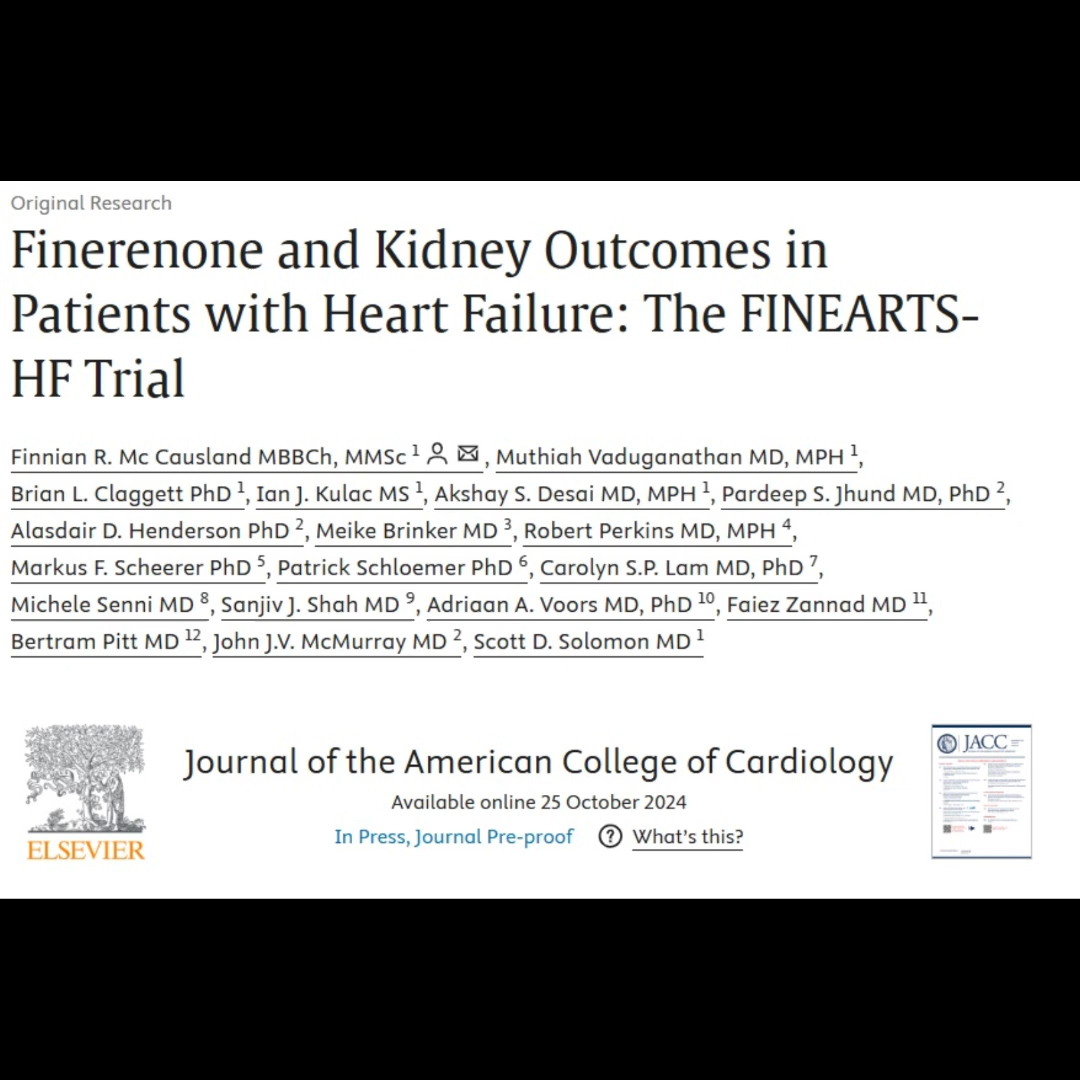 Original Research
Finerenone and Kidney Outcomes in
Patients with Heart Failure: The FINEARTS-
HF Trial
Finnian R. Mc Causland MBBCh, MMSc 1, Muthiah Vaduganathan MD, MPH 1,
Brian L. Claggett PhD 1, Ian J. Kulac MS 1, Akshay S. Desai MD, MPH 1, Pardeep S. Jhund MD, PhD 2,
Alasdair D. Henderson PhD 2, Meike Brinker MD 3, Robert Perkins MD, MPH 4,
Markus F. Scheerer PhD 5, Patrick Schloemer PhD 6, Carolyn S.P. Lam MD, PhD 7,
Michele Senni MD 8, Sanjiv J. Shah MD 9, Adriaan A. Voors MD, PhD 10, Faiez Zannad MD 11,
Bertram Pitt MD 12, John J.V. McMurray MD 2, Scott D. Solomon MD 1
ELSEVIER
Journal of the American College of Cardiology
Available online 25 October 2024
In Press, Journal Pre-proof ? What's this?
JACC